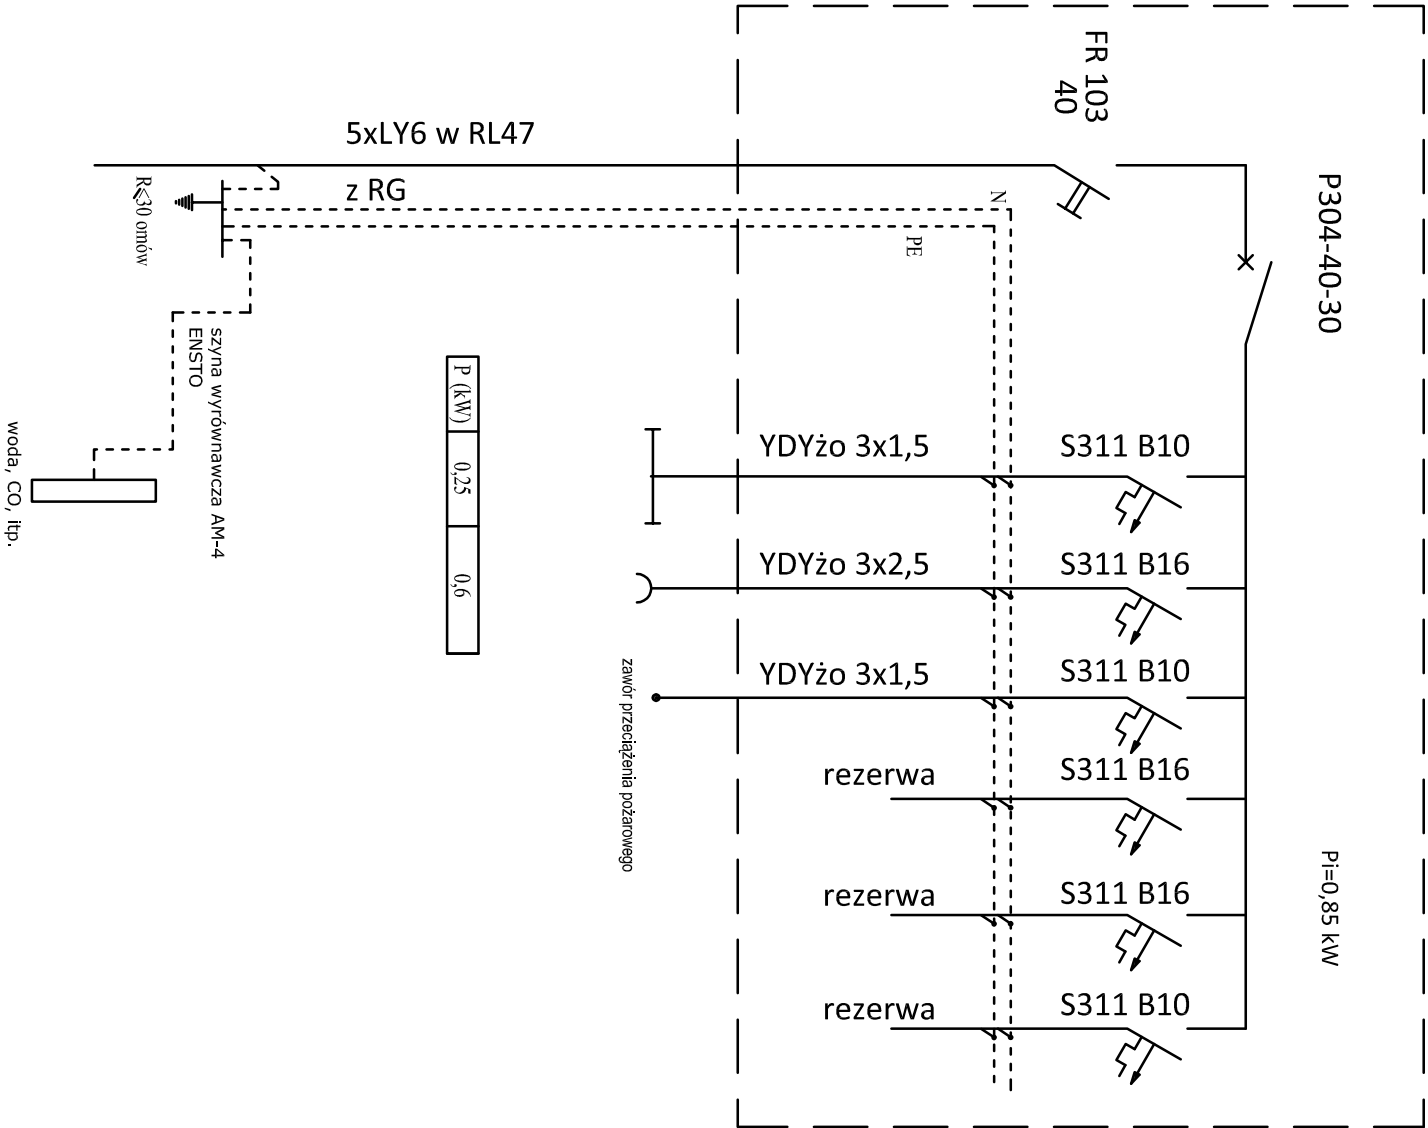 FR 103
40
5xLY6 w RL47
z RG
R<30 omów
N
PE
P304-40-30
szyna wyrównawcza AM-4
ENSTO
woda, CO, itp.
P (kW)
0,25
0,6
YDYżo 3x1,5
S311 B10
YDYżo 3x2,5
S311 B16
YDYżo 3x1,5
S311 B10
zawór przeciążenia pożarowego
rezerwa
S311 B16
rezerwa
S311 B16
rezerwa
S311 B10
Pi=0,85 kW